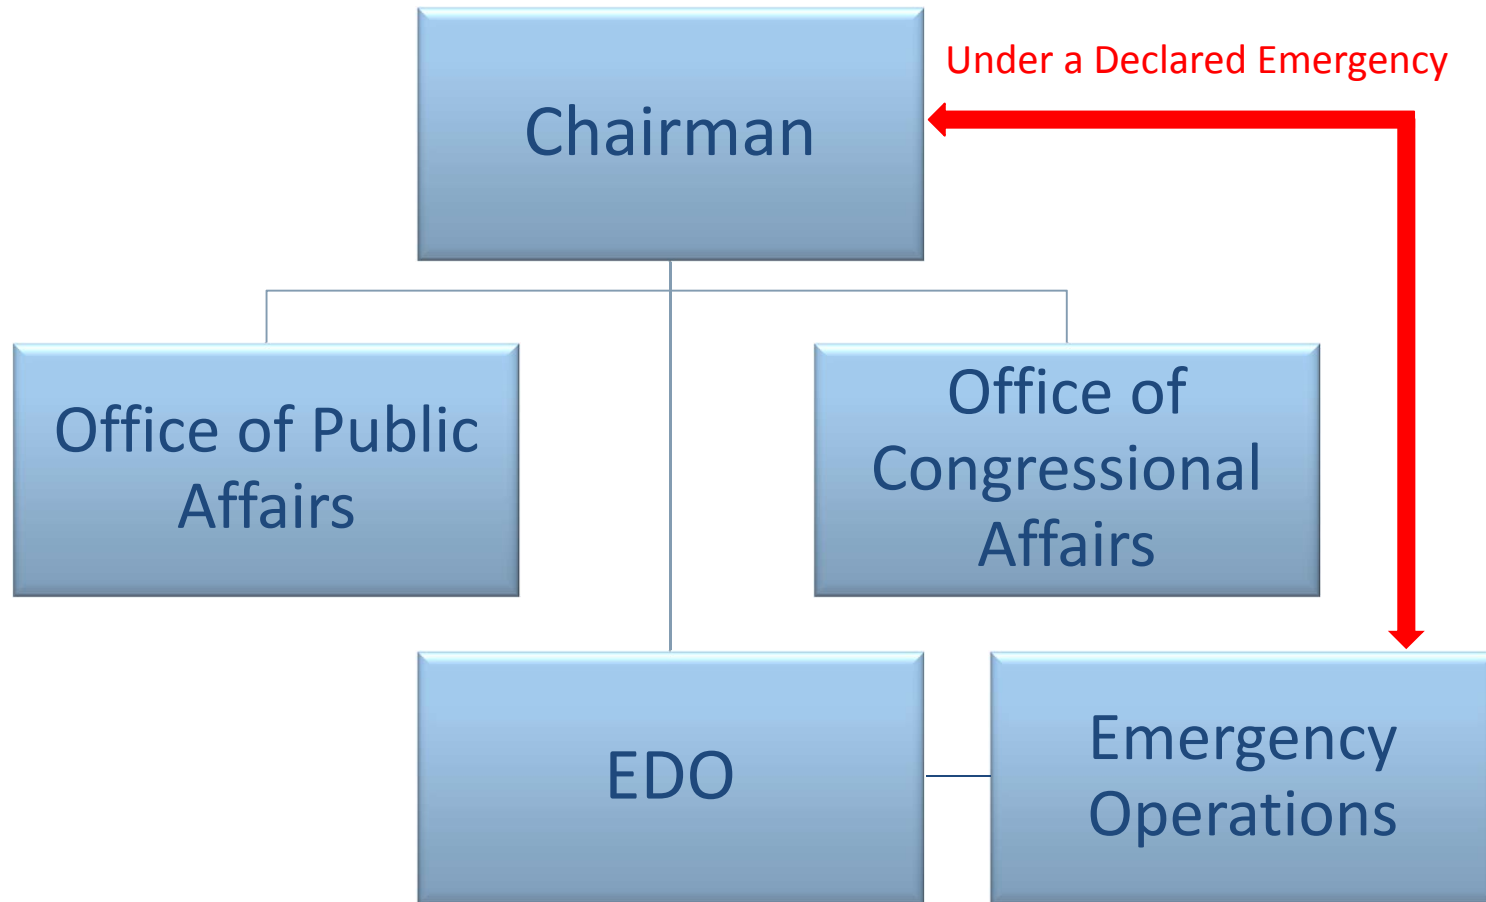 Under a Declared Emergency
Chairman
Office of Public
Affairs
Office of
Congressional
Affairs
EDO
Emergency
Operations